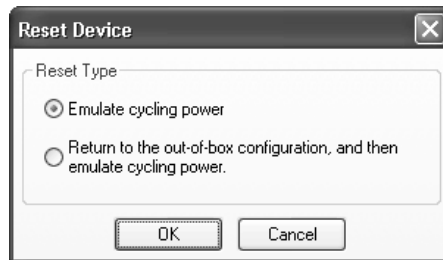 Reset Device
Reset Type
Emulate cycling power
Return to the out-of-box configuration, and then
emulate cycling power.
OK
Cancel